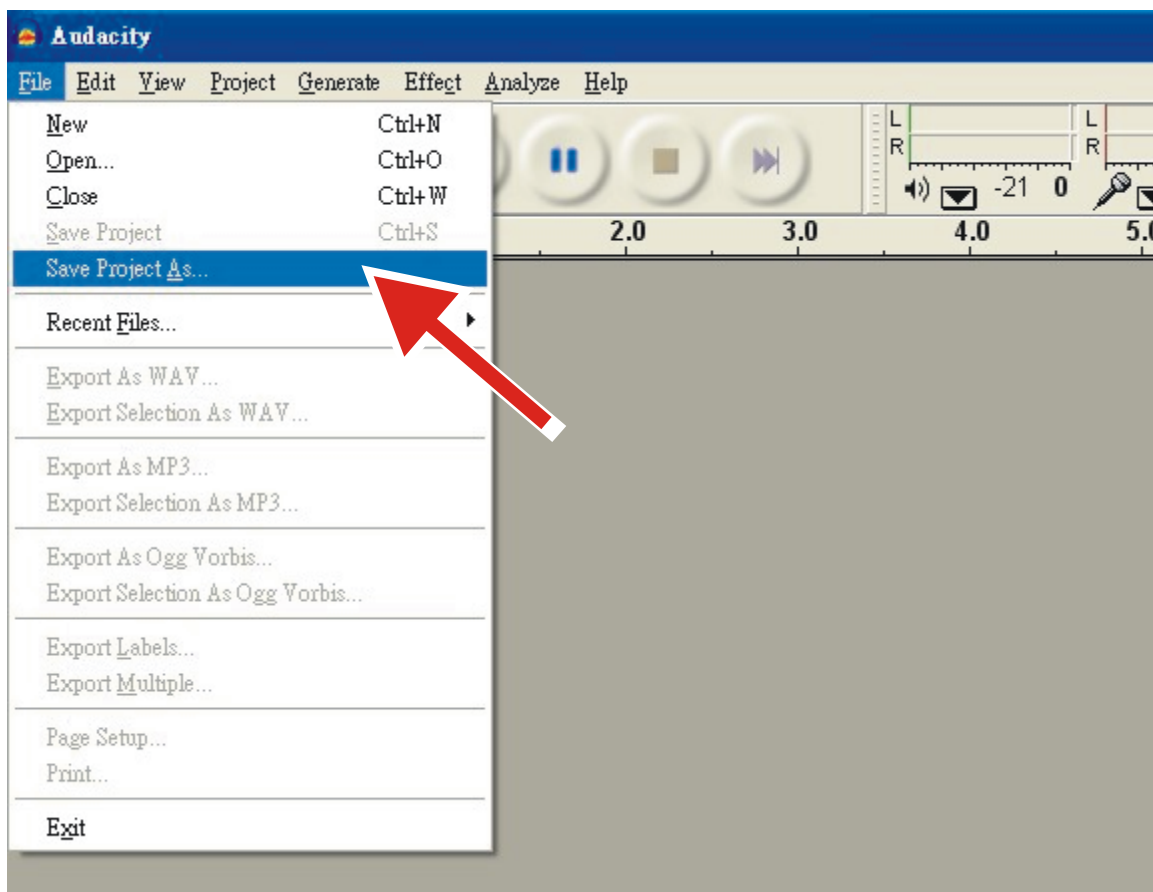 Audacity
File Edit View Project Generate Effect Analyze Help
New Ctrl+N
Open... Ctrl+O
Close Ctrl+W
Save Project Ctrl+S
Save Project As...
Recent Files...
Export As WAV...
Export Selection As WAV...
Export As MP3...
Export Selection As MP3...
Export As Ogg Vorbis...
Export Selection As Ogg Vorbis...
Export Labels...
Export Multiple...
Page Setup...
Print...
Exit
L
R
-21 0
L
R
2.0 3.0 4.0